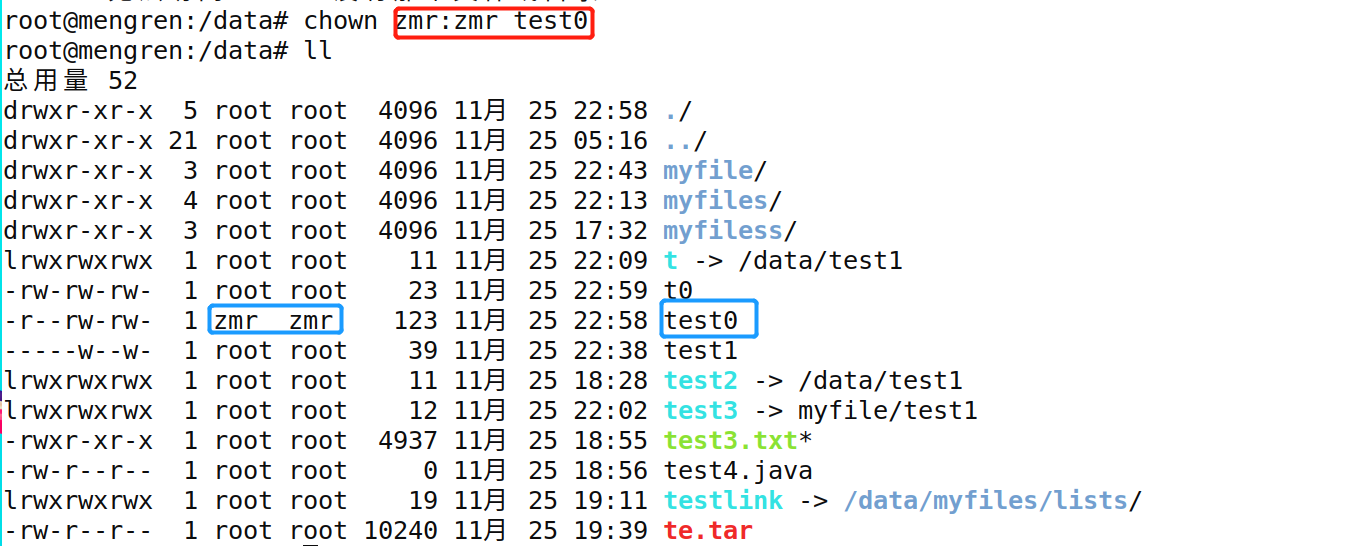 root@mengren:/data# chown zmr:zmr test0
root@mengren:/data# ll
总用量 52
drwxr-xr-x  5 root root  4096 11月  25 22:58 ./
drwxr-xr-x 21 root root  4096 11月  25 05:16 ../
drwxr-xr-x  3 root root  4096 11月  25 22:43 myfile/
drwxr-xr-x  4 root root  4096 11月  25 22:13 myfiles/
drwxr-xr-x  3 root root  4096 11月  25 17:32 myfiless/
lrwxrwxrwx  1 root root    11 11月  25 22:09 t -> /data/test1
-rw-rw-rw-  1 root root    23 11月  25 22:59 t0
-r--rw-rw-  1 zmr  zmr    123 11月  25 22:58 test0
-----w--w-  1 root root    39 11月  25 22:38 test1
lrwxrwxrwx  1 root root    11 11月  25 18:28 test2 -> /data/test1
lrwxrwxrwx  1 root root    12 11月  25 22:02 test3 -> myfile/test1
-rwxr-xr-x  1 root root  4937 11月  25 18:55 test3.txt*
-rw-r--r--  1 root root     0 11月  25 18:56 test4.java
lrwxrwxrwx  1 root root    19 11月  25 19:11 testlink -> /data/myfiles/lists/
-rw-r--r--  1 root root 10240 11月  25 19:39 te.tar